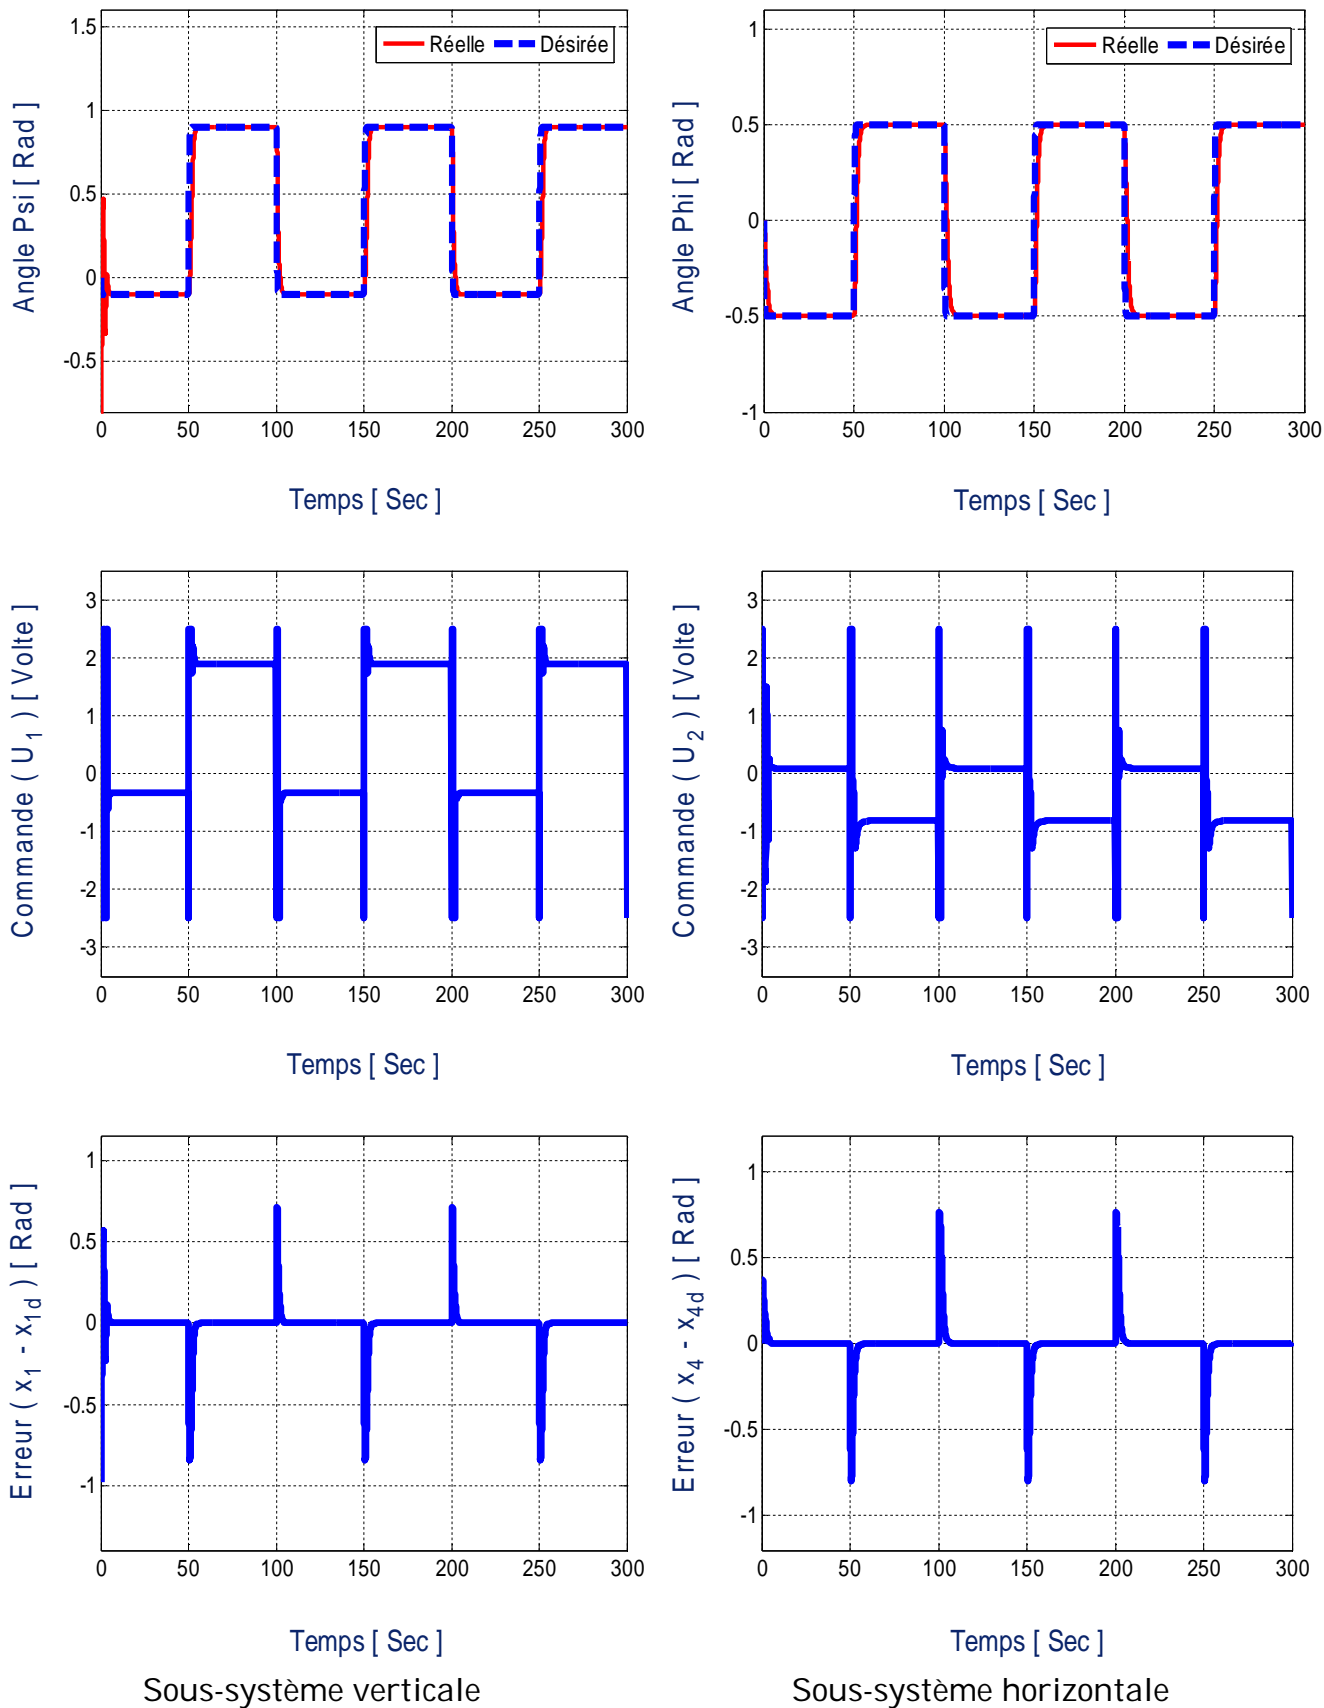 Angle Psi [ Rad ]
1.5
1
0.5
0
-0.5
Réelle Désirée
0 50 100 150 200 250 300
Temps [ Sec ]
Angle Phi [ Rad ]
1
0.5
0
-0.5
-1
Réelle Désirée
0 50 100 150 200 250 300
Temps [ Sec ]
Commande ( U1 ) [ Volte ]
3
2
1
0
-1
-2
-3
0 50 100 150 200 250 300
Temps [ Sec ]
Commande ( U2 ) [ Volte ]
3
2
1
0
-1
-2
-3
0 50 100 150 200 250 300
Temps [ Sec ]
Erreur ( x1 - x1d ) [ Rad ]
1
0.5
0
-0.5
-1
0 50 100 150 200 250 300
Temps [ Sec ]
Erreur ( x4 - x4d ) [ Rad ]
1
0.5
0
-0.5
-1
0 50 100 150 200 250 300
Temps [ Sec ]
Sous-système verticale
Sous-système horizontale